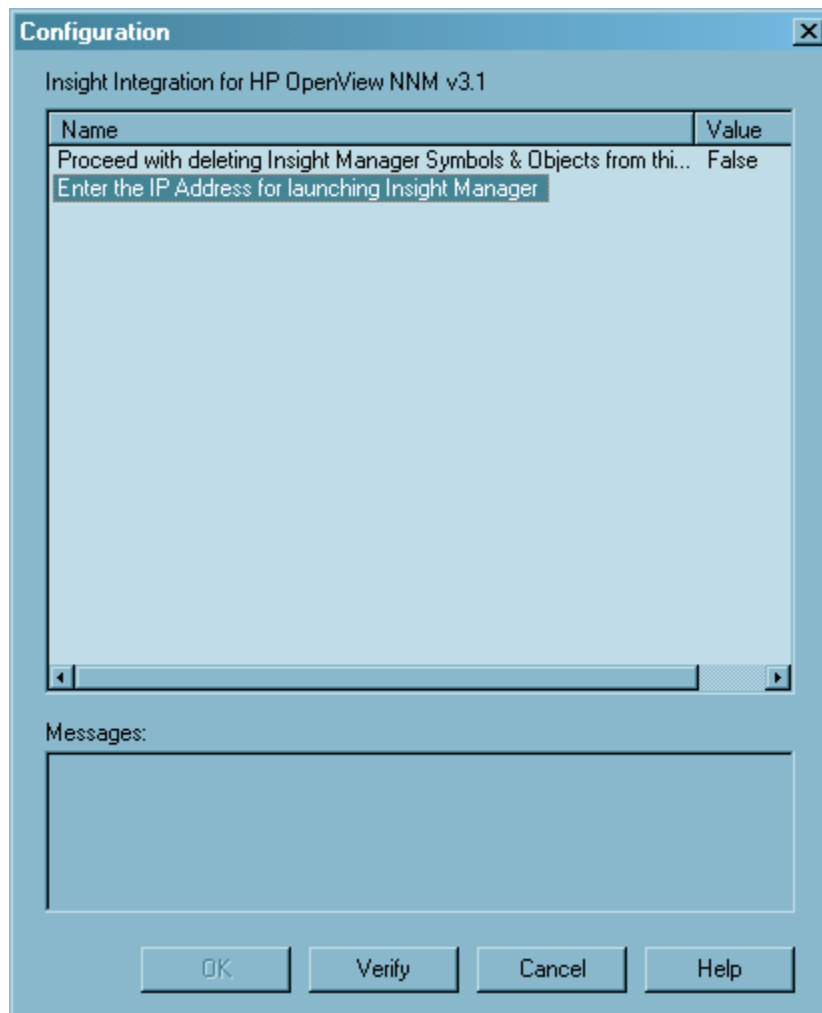 Configuration
Insight Integration for HP OpenView NNM v3.1
Name Value
Proceed with deleting Insight Manager Symbols & Objects from thi... False
Enter the IP Address for launching Insight Manager
Messages:
OK Verify Cancel Help